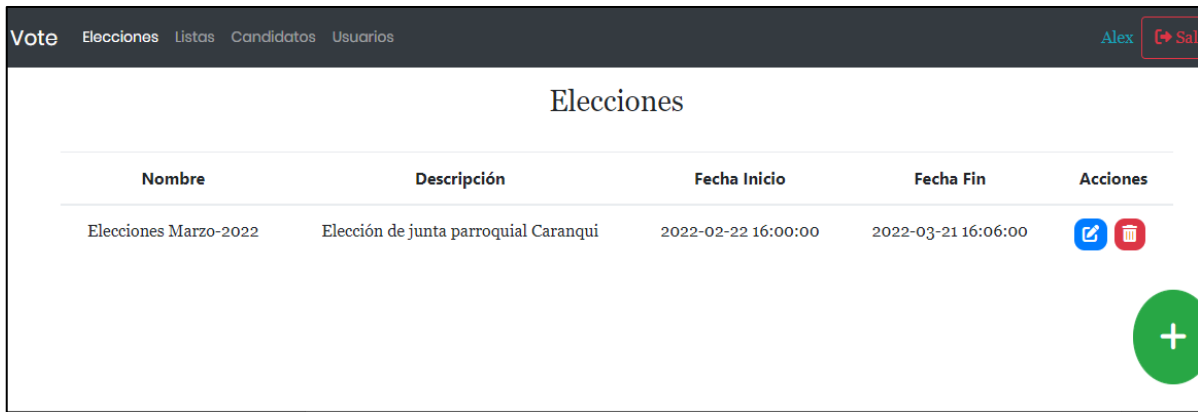 Vote Elecciones Listas Candidatos Usuarios Alex Sal
Elecciones
Nombre Descripción Fecha Inicio Fecha Fin Acciones
Elecciones Marzo-2022 Elección de junta parroquial Caranqui 2022-02-22 16:00:00 2022-03-21 16:06:00